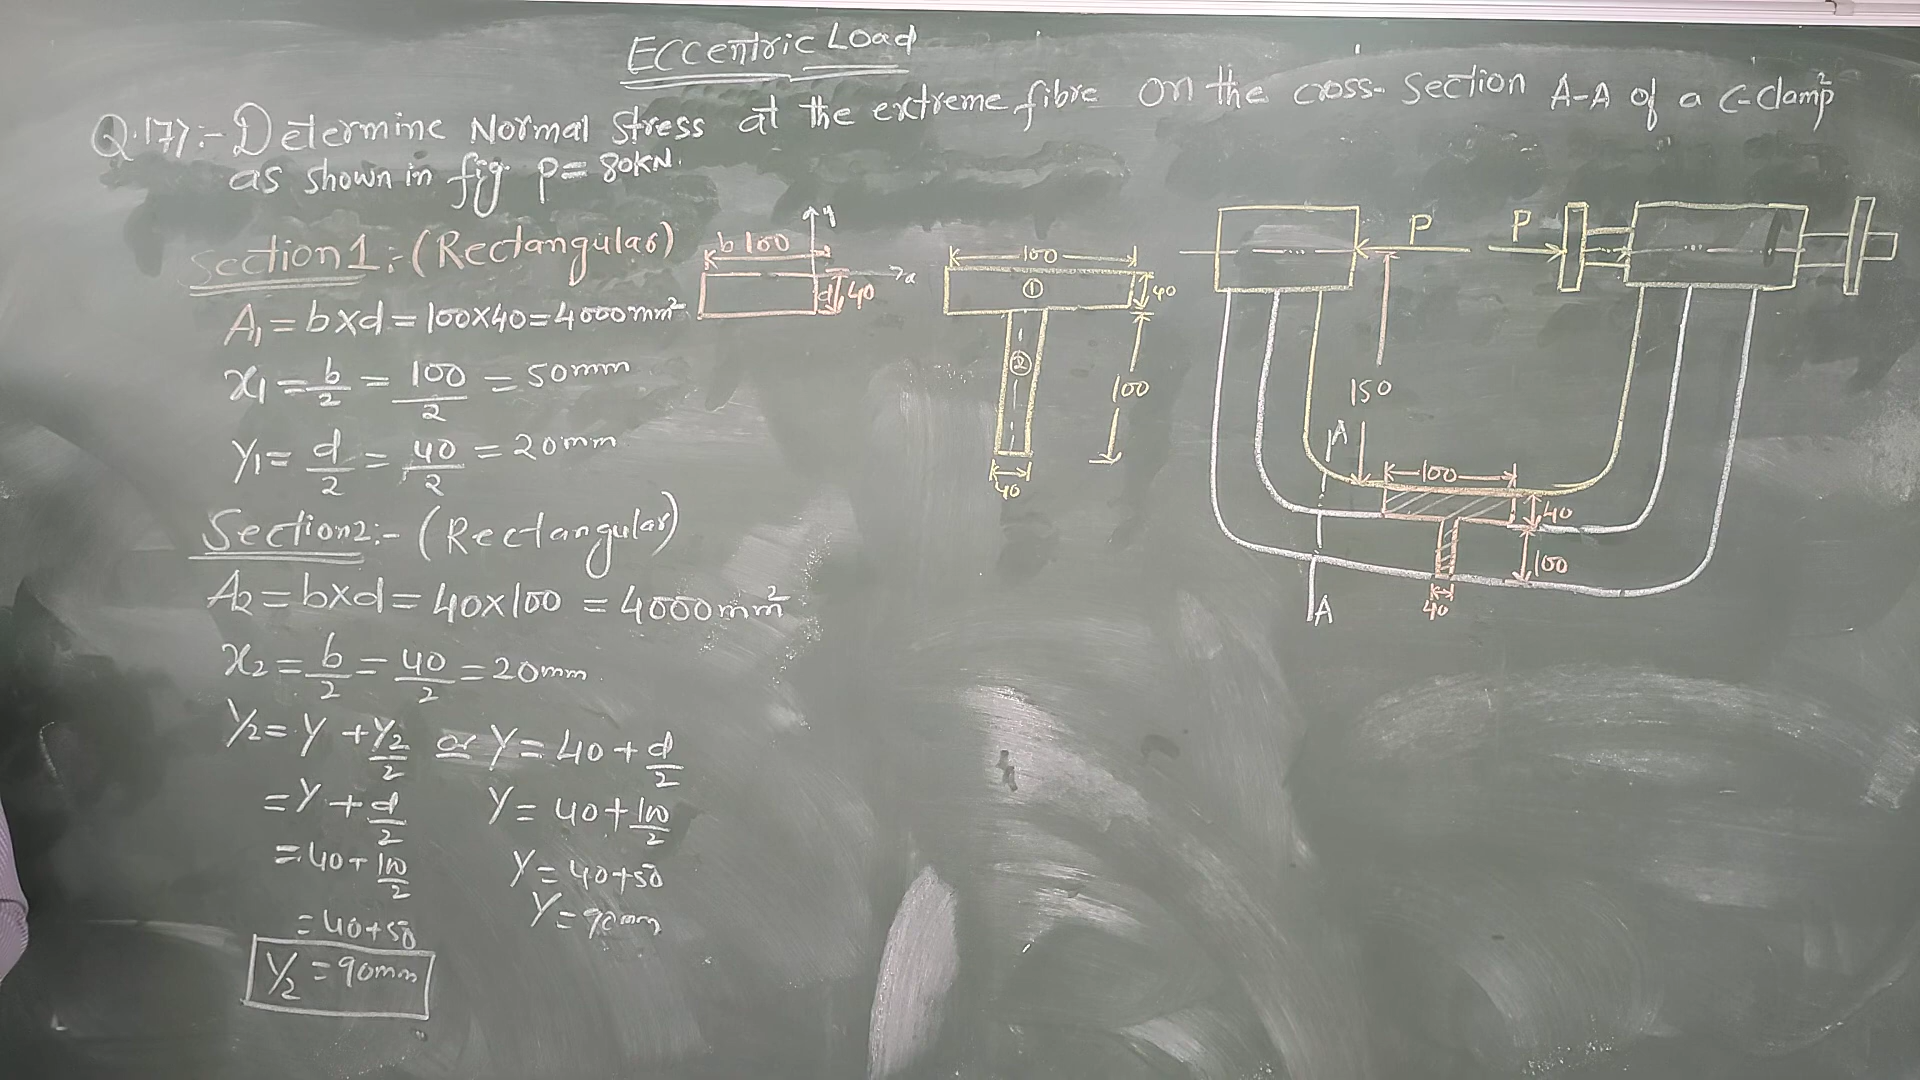 Eccentric Load
Q.17):- Determine Normal Stress at the extreme fibre on the cross-section A-A of a C-clamp
as shown in fig. P= 80KN.
Section 1:- (Rectangular)
A₁ = b×d = 100×40 = 4000mm²
x₁ = b/2 = 100/2 = 50mm
Y₁ = d/2 = 40/2 = 20mm
Section 2:- (Rectangular)
A₂ = b×d = 40×100 = 4000mm²
x₂ = b/2 = 40/2 = 20mm.
Y₂ = Y + Y₂/2 or Y = 40 + d/2
= Y + d/2 Y = 40 + 100/2
= 40 + 100/2 Y = 40+50
= 40+50 Y = 90mm
Y₂ = 90mm
b 100
y
x
d 40
100
①
40
②
100
40
P P
150
A
100
40
100
40
A